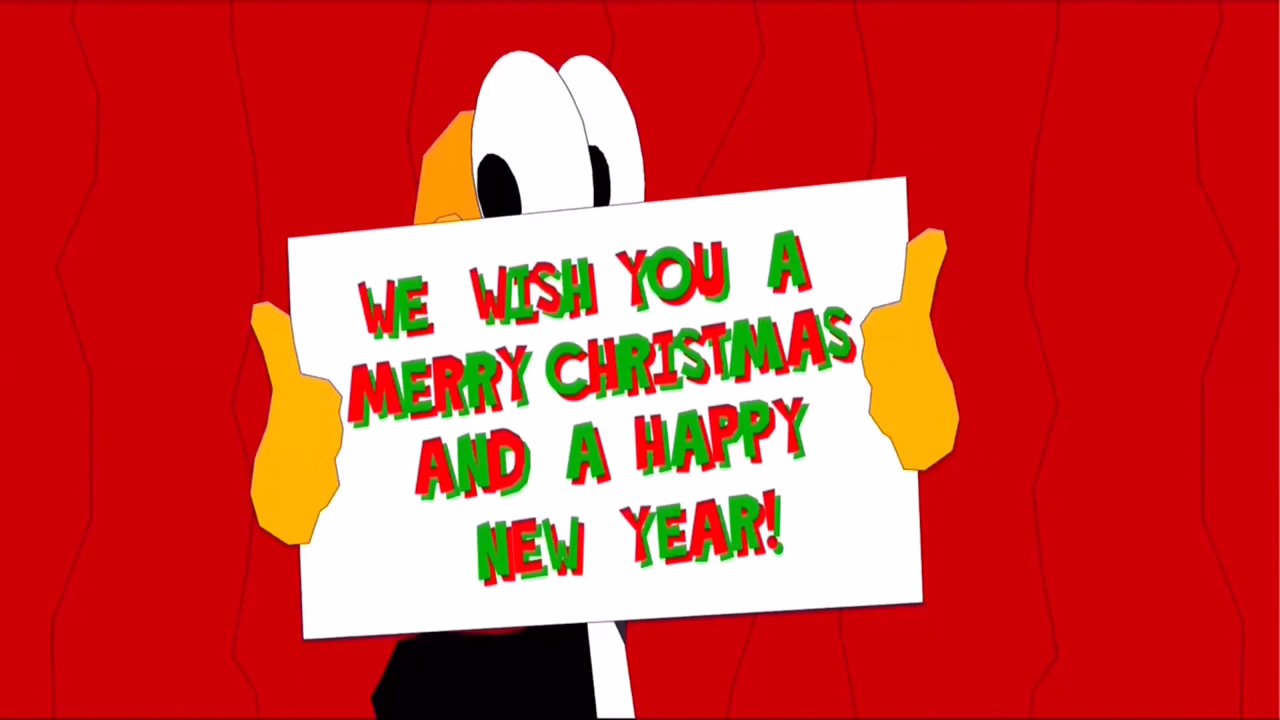 WE WISH YOU A
MERRY CHRISTMAS
AND A HAPPY
NEW YEAR!